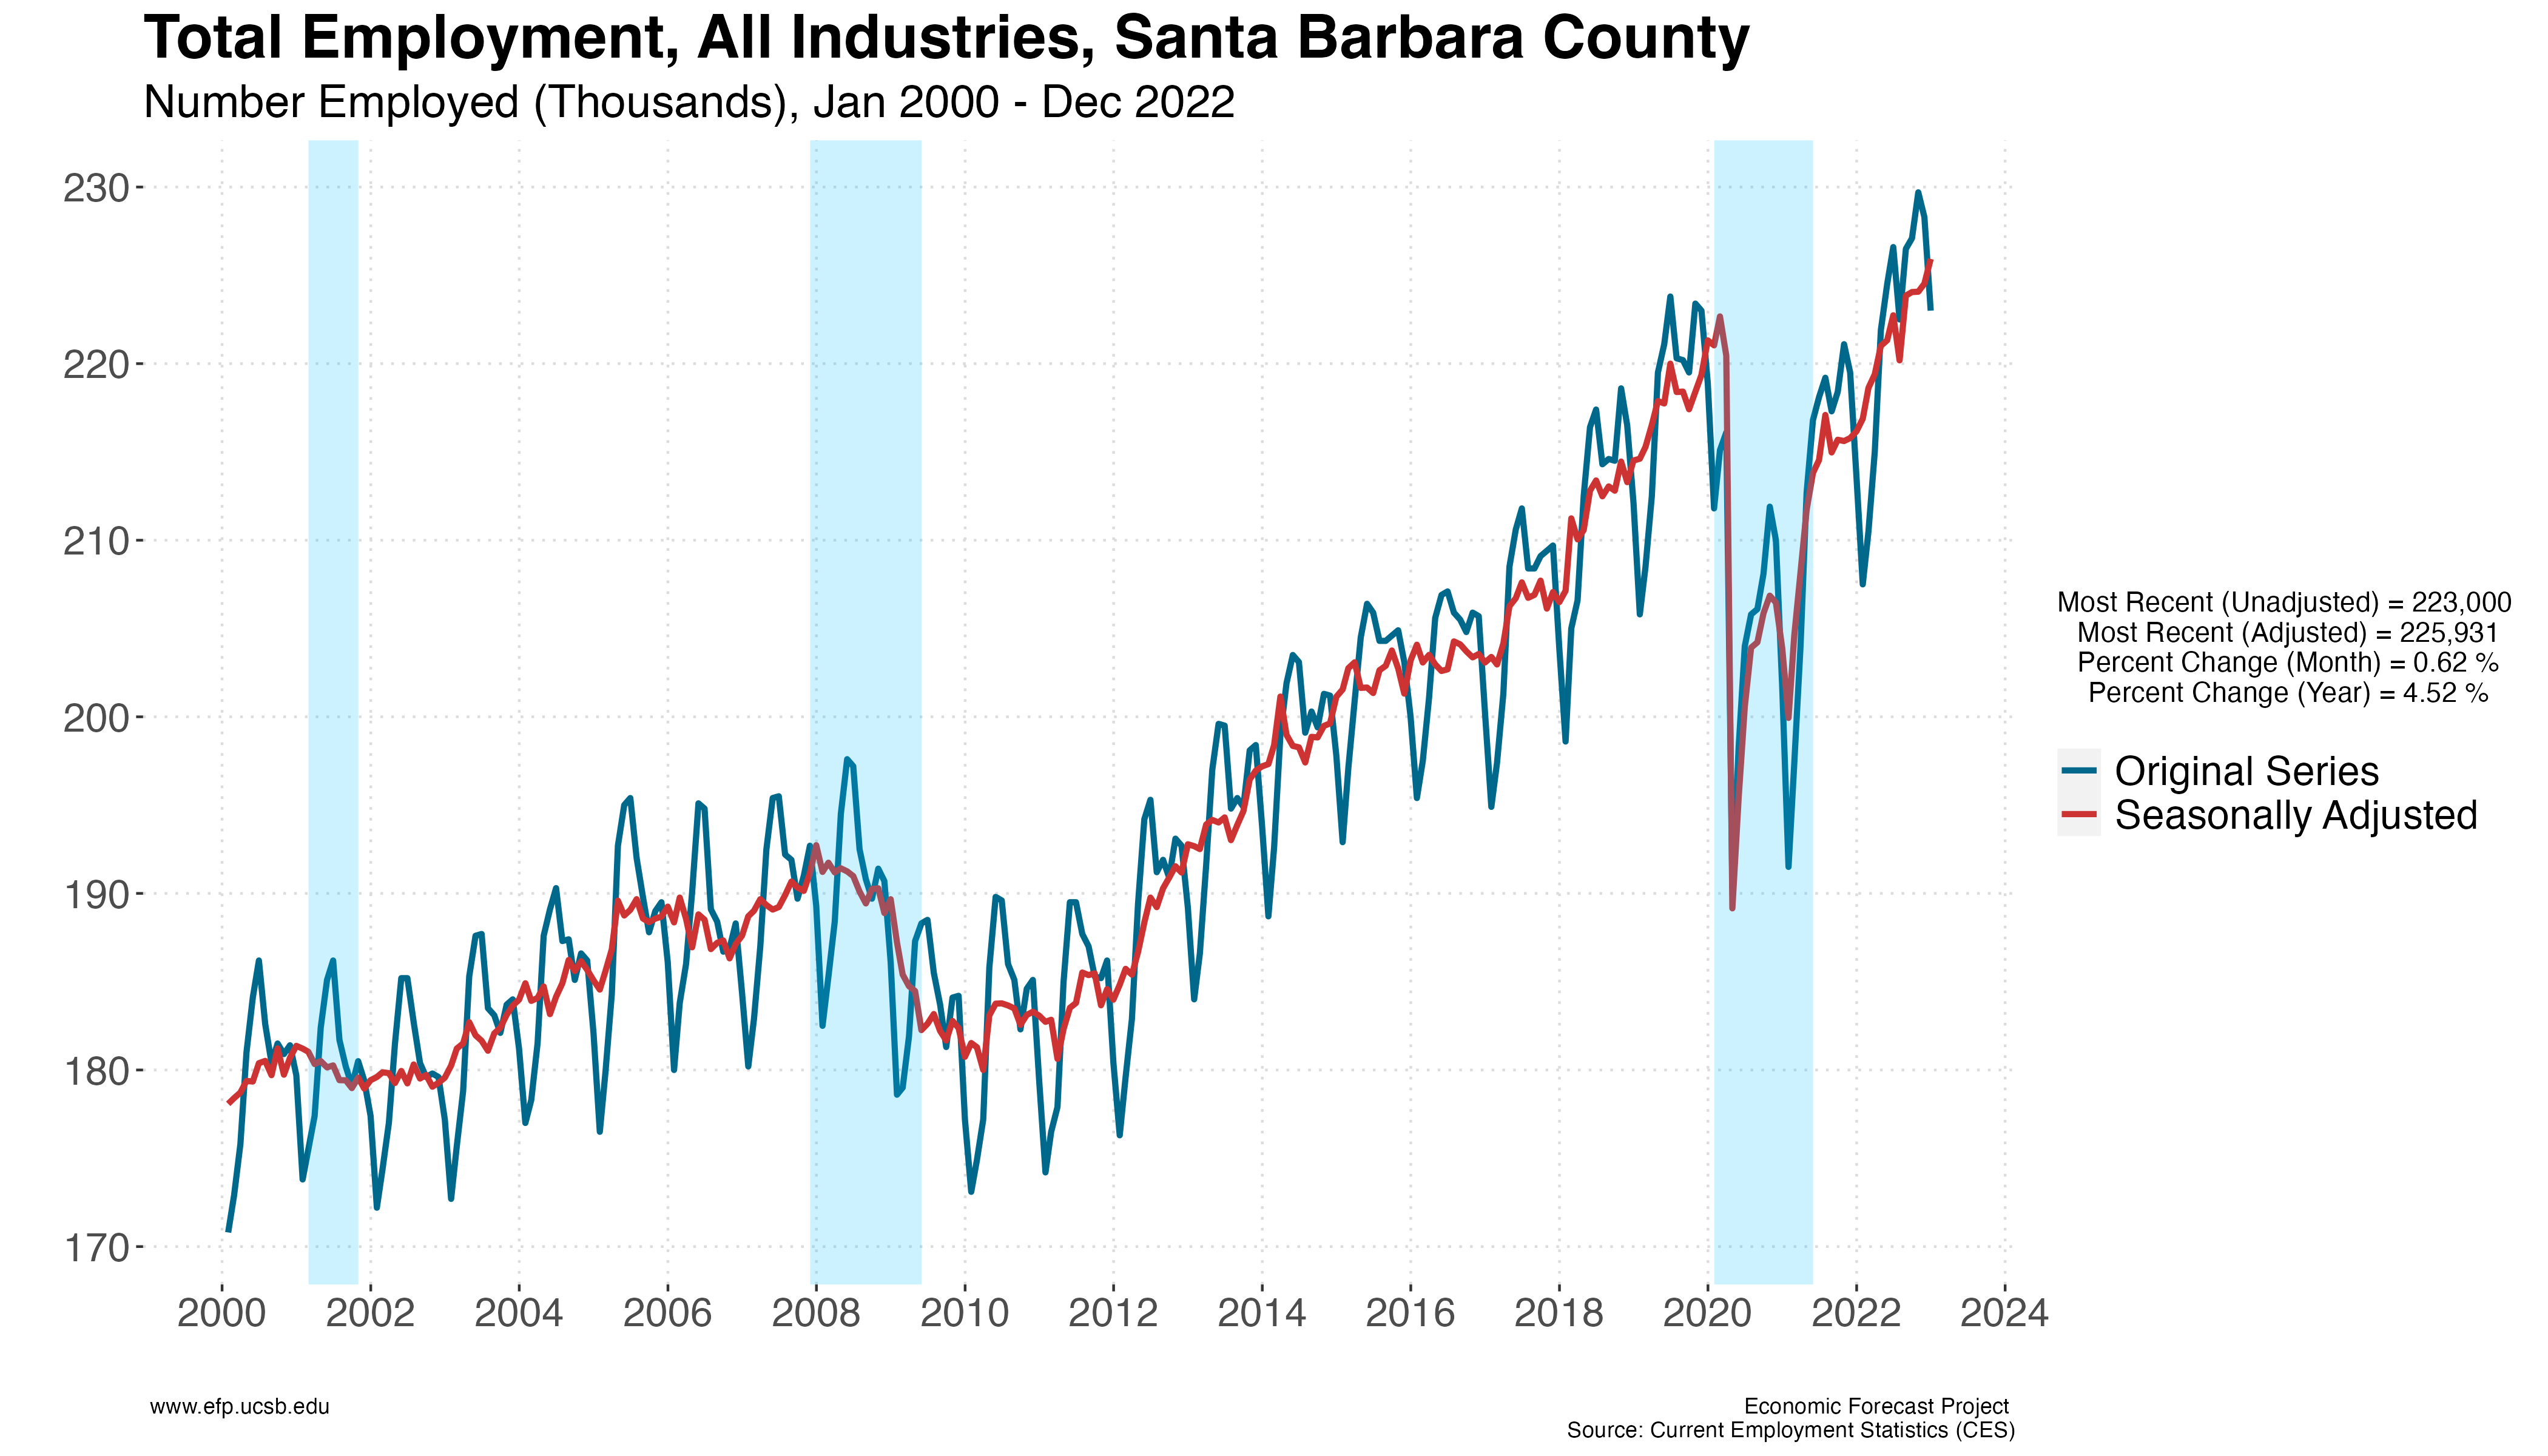 Total Employment, All Industries, Santa Barbara County
Number Employed (Thousands), Jan 2000 - Dec 2022
230
220
210
200
190
180
170
2000 2002 2004 2006 2008 2010 2012 2014 2016 2018 2020 2022 2024
Most Recent (Unadjusted) = 223,000
Most Recent (Adjusted) = 225,931
Percent Change (Month) = 0.62 %
Percent Change (Year) = 4.52 %
Original Series
Seasonally Adjusted
www.efp.ucsb.edu
Economic Forecast Project
Source: Current Employment Statistics (CES)